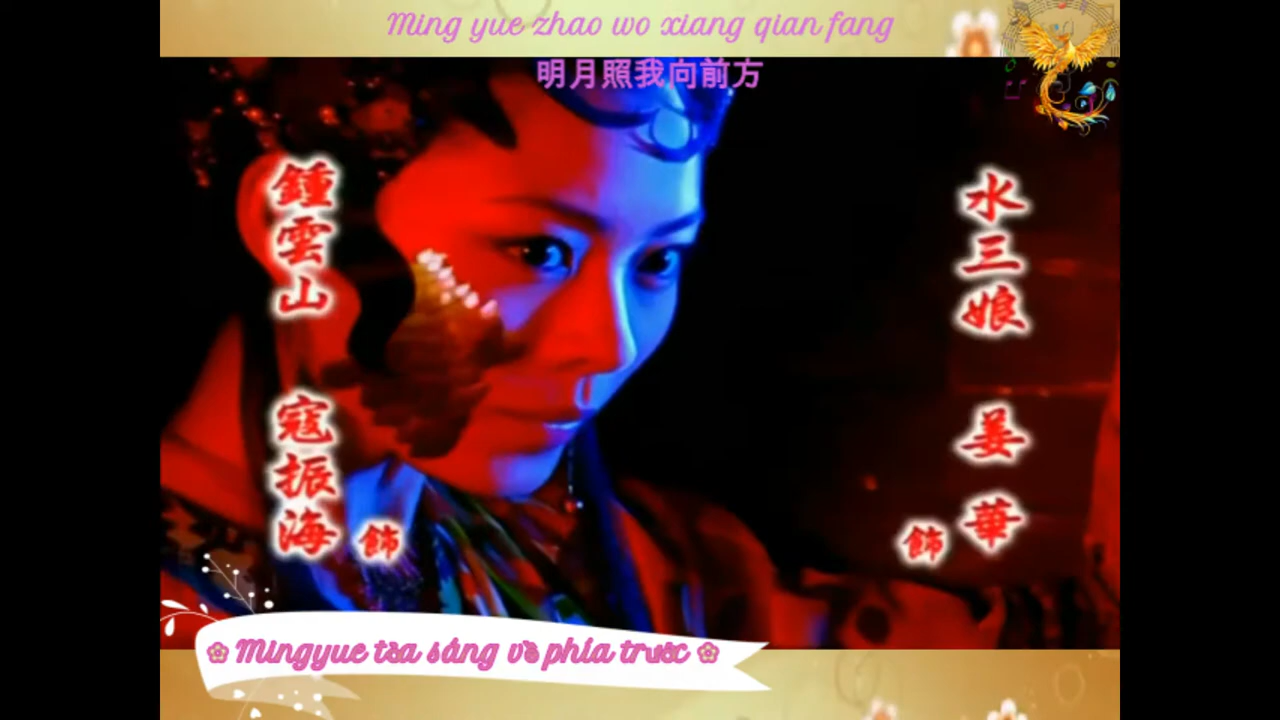 Ming yue zhao wo xiang qian fang
明月照我向前方
鍾雲山
寇振海
飾
水三娘
姜華
飾
Mingyue tỏa sáng về phía trước